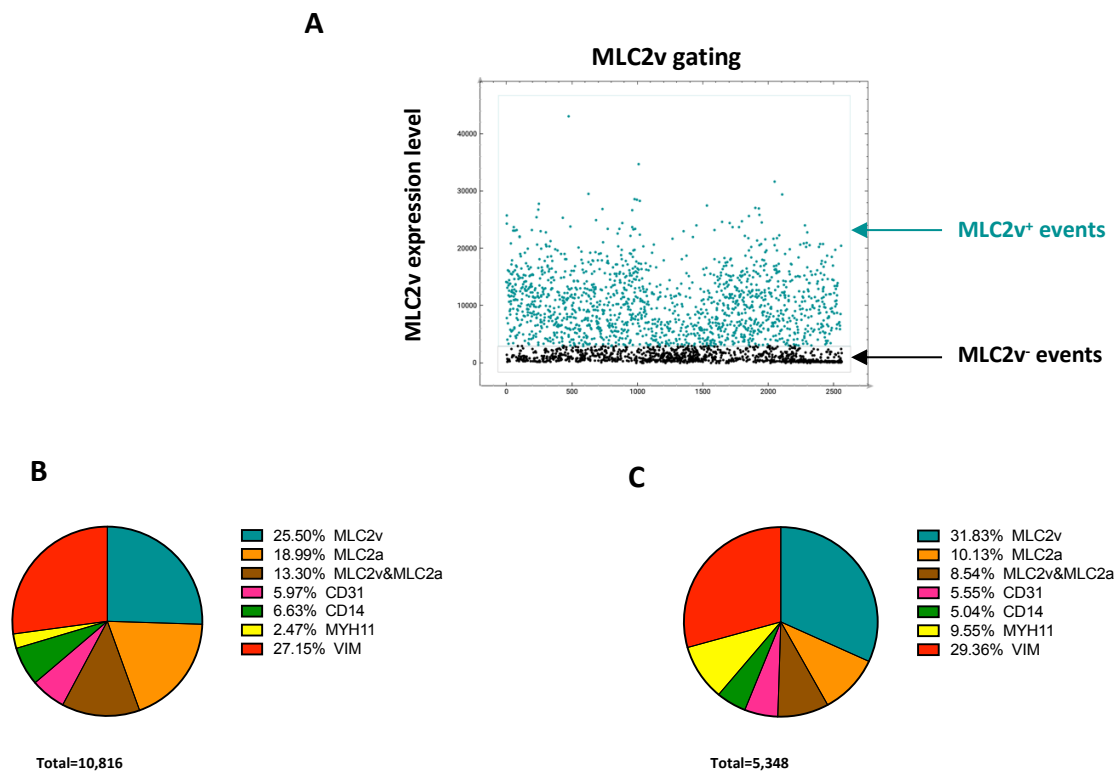 A
MLC2v gating
MLC2v expression level
40000
30000
20000
10000
0
0 500 1000 1500 2000 2500
MLC2v⁺ events
MLC2v⁻ events
B
25.50% MLC2v
18.99% MLC2a
13.30% MLC2v&MLC2a
5.97% CD31
6.63% CD14
2.47% MYH11
27.15% VIM
Total=10,816
C
31.83% MLC2v
10.13% MLC2a
8.54% MLC2v&MLC2a
5.55% CD31
5.04% CD14
9.55% MYH11
29.36% VIM
Total=5,348